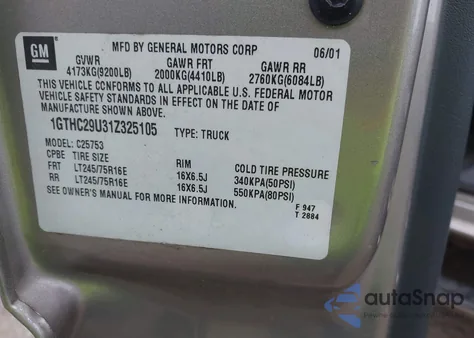 GM
MFD BY GENERAL MOTORS CORP 06/01
GVWR GAWR FRT GAWR RR
4173KG(9200LB) 2000KG(4410LB) 2760KG(6084LB)
THIS VEHICLE CONFORMS TO ALL APPLICABLE U.S. FEDERAL MOTOR
VEHICLE SAFETY STANDARDS IN EFFECT ON THE DATE OF
MANUFACTURE SHOWN ABOVE.
1GTHC29U31Z325105 TYPE: TRUCK
MODEL: C25753
CPBE TIRE SIZE RIM COLD TIRE PRESSURE
FRT LT245/75R16E 16X6.5J 340KPA(50PSI)
RR LT245/75R16E 16X6.5J 550KPA(80PSI)
SEE OWNER'S MANUAL FOR MORE INFORMATION.
F 947
T 2884
autoSnap